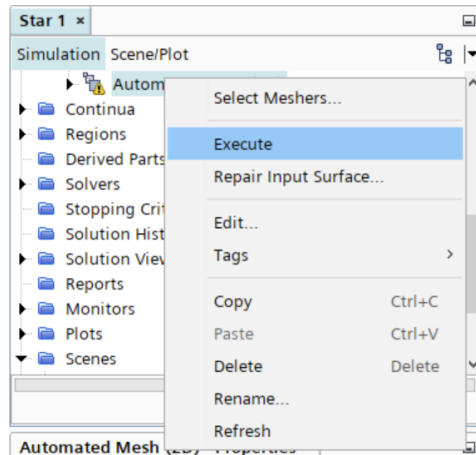 Star 1 ×
Simulation Scene/Plot
Autom
Select Meshers...
Continua
Execute
Regions
Derived Parts
Repair Input Surface...
Solvers
Stopping Crit
Edit...
Solution Hist
Tags
Solution View
Reports
Copy Ctrl+C
Monitors
Plots
Paste Ctrl+V
Scenes
Delete Delete
Rename...
Refresh
Automated Mesh (2D) - Properties